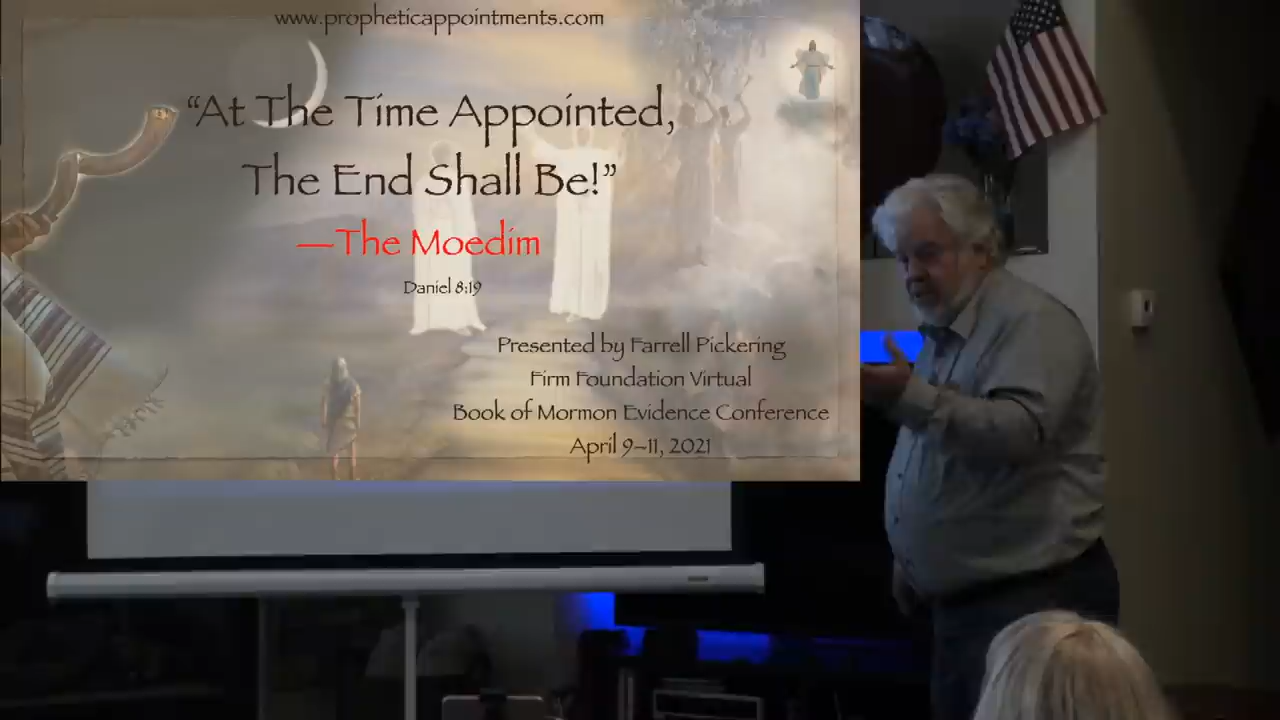 www.propheticappointments.com
“At The Time Appointed,
The End Shall Be!”
—The Moedim
Daniel 8:19
Presented by Farrell Pickering
Firm Foundation Virtual
Book of Mormon Evidence Conference
April 9–11, 2021